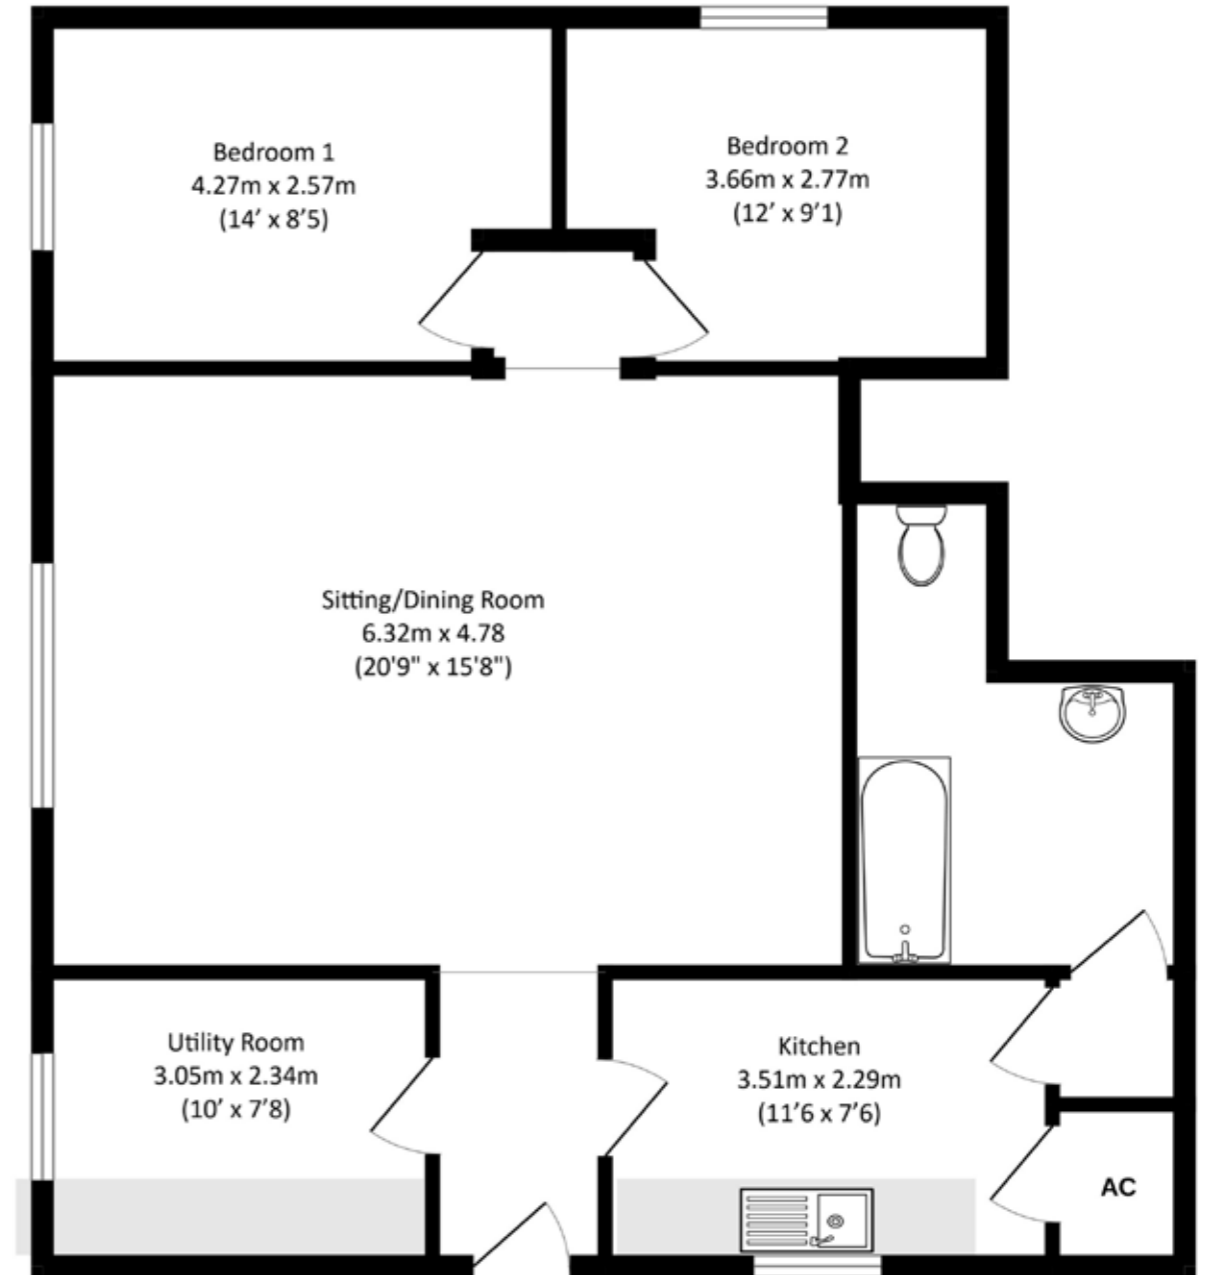 Bedroom 1
4.27m x 2.57m
(14’ x 8’5)
Bedroom 2
3.66m x 2.77m
(12’ x 9’1)
Sitting/Dining Room
6.32m x 4.78
(20'9" x 15'8")
Utility Room
3.05m x 2.34m
(10’ x 7’8)
Kitchen
3.51m x 2.29m
(11’6 x 7’6)
AC